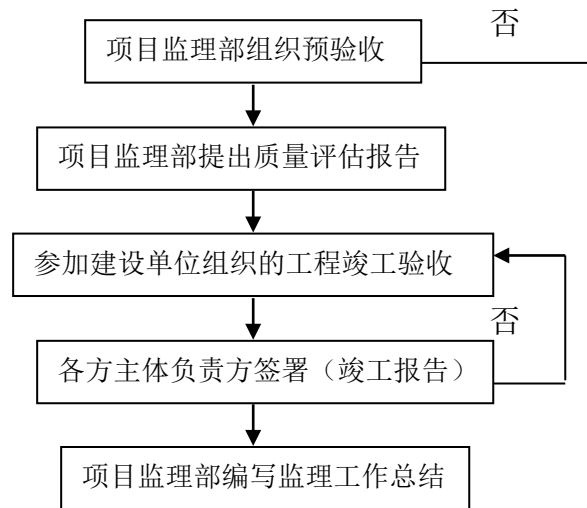 否
项目监理部组织预验收
项目监理部提出质量评估报告
参加建设单位组织的工程竣工验收
否
各方主体负责方签署（竣工报告）
项目监理部编写监理工作总结